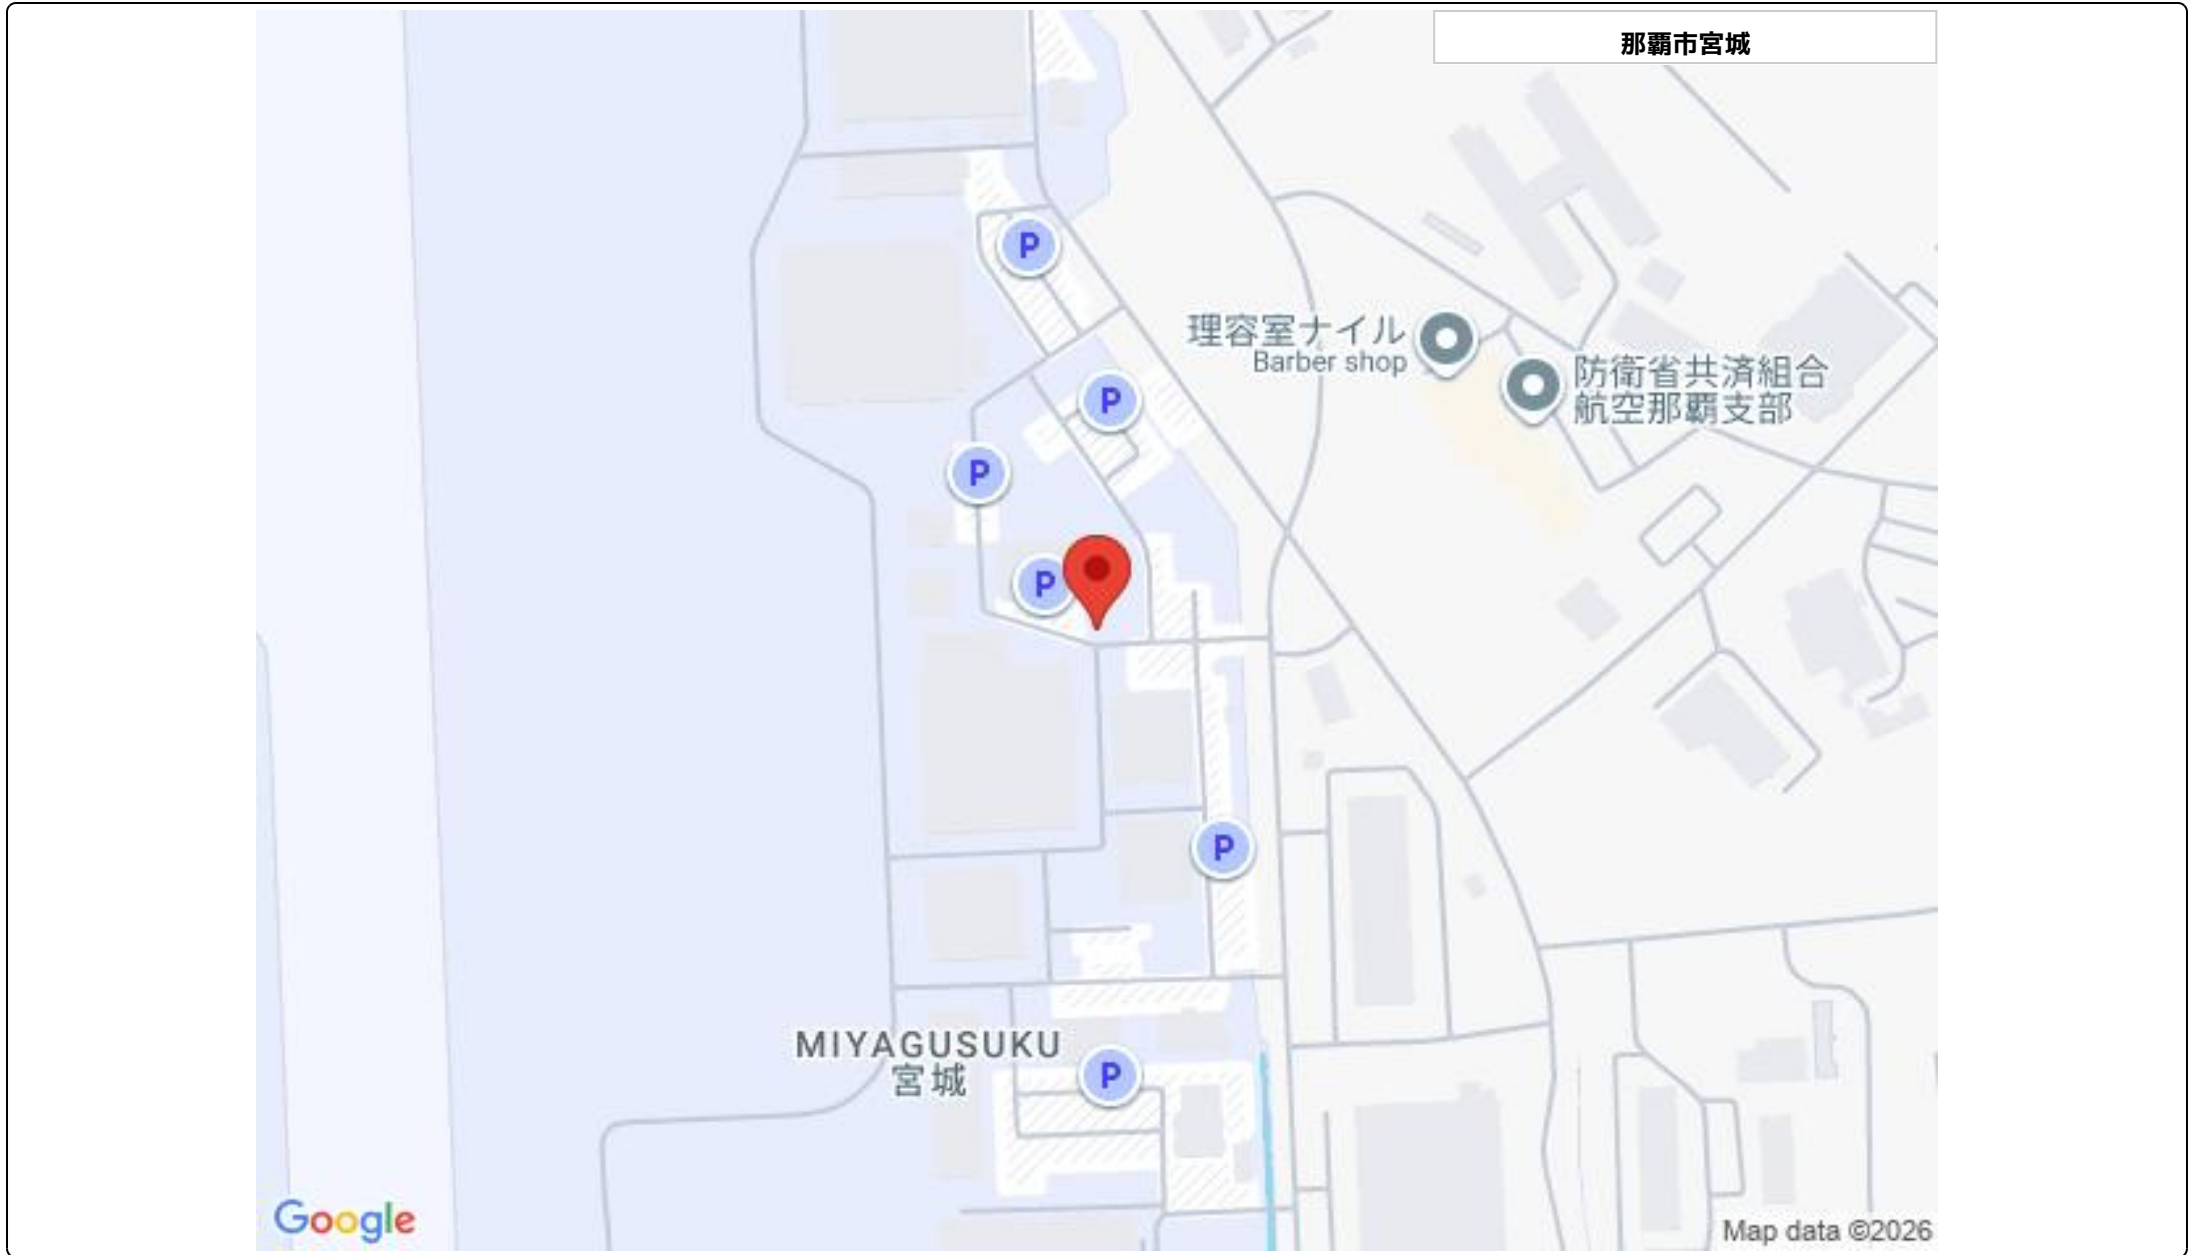 那覇市宮城
P
理容室ナイル
Barber shop
防衛省共済組合
航空那覇支部
P
P
P
P
MIYAGUSUKU
宮城
P
Google
Map data ©2026